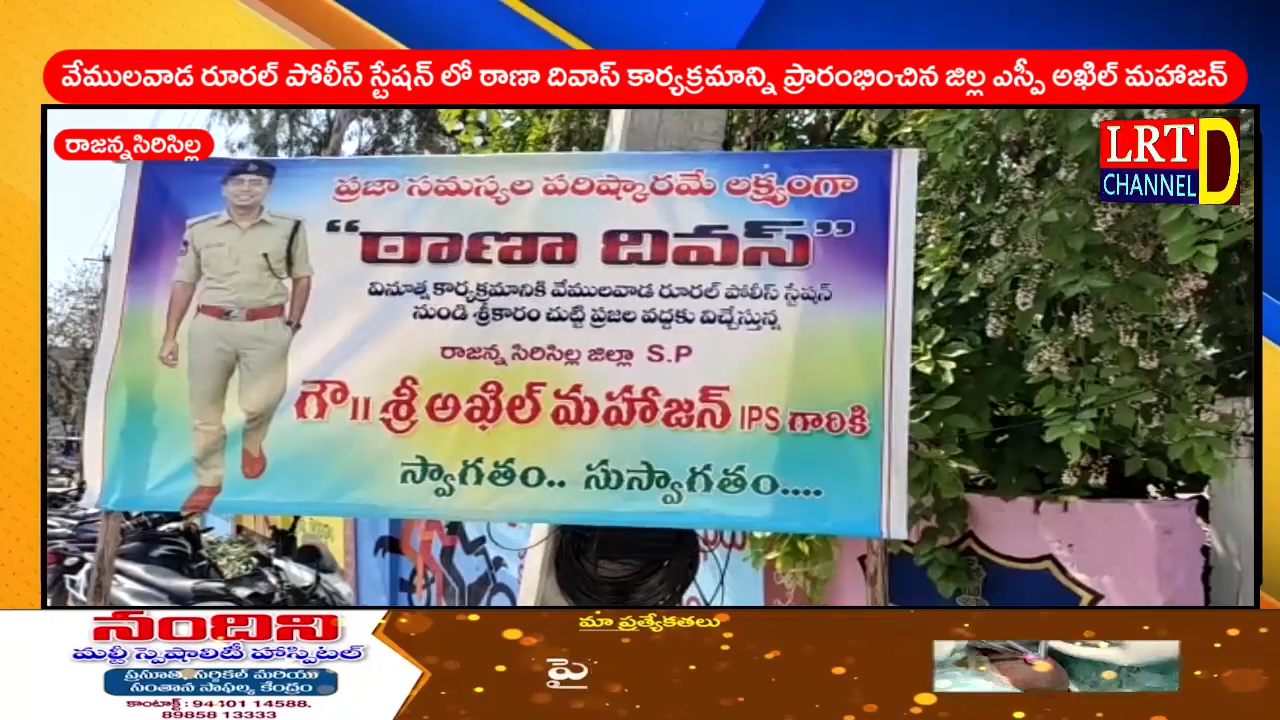 వేములవాడ రూరల్ పోలీస్ స్టేషన్ లో ఠాణా దివాస్ కార్యక్రమాన్ని ప్రారంభించిన జిల్ల ఎస్పీ అఖిల్ మహాజన్
రాజన్నసిరిసిల్ల
LRT D
CHANNEL
ప్రజా సమస్యల పరిష్కారమే లక్ష్యంగా
"ఠాణా దివస్"
వినూత్న కార్యక్రమానికి వేములవాడ రూరల్ పోలీస్ స్టేషన్
నుండి శ్రీకారం చుట్టి ప్రజల వద్దకు విచ్చేస్తున్న
రాజన్న సిరిసిల్ల జిల్లా S.P
గౌ॥ శ్రీ అఖిల్ మహాజన్ IPS గారికి
స్వాగతం.. సుస్వాగతం....
నందిని
మల్టీ స్పెషాలిటీ హాస్పిటల్
ప్రసూతి, సర్జికల్ మరియు
సంతాన సాఫల్య కేంద్రం
కాంటాక్ట్ : 94401 14588,
89858 13333
మా ప్రత్యేకతలు
పై